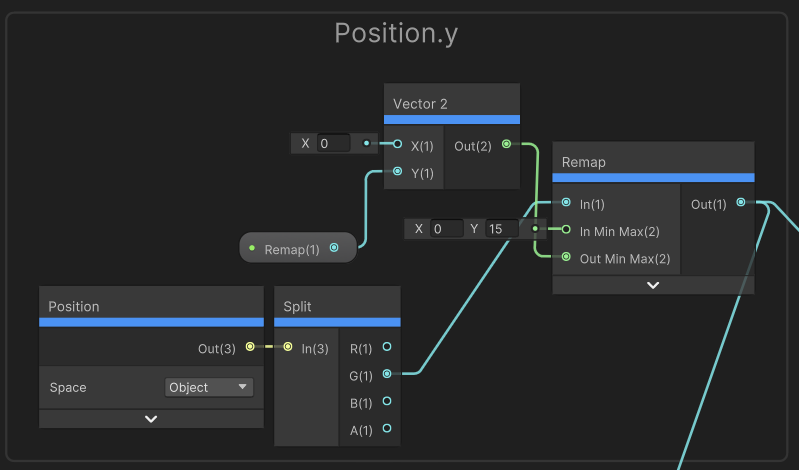 Position.y
Vector 2
X 0
X(1)
Out(2)
Y(1)
Remap
In(1)
Out(1)
X 0 Y 15
In Min Max(2)
Remap(1)
Out Min Max(2)
Position
Split
Out(3)
In(3)
R(1)
G(1)
Space
Object
B(1)
A(1)